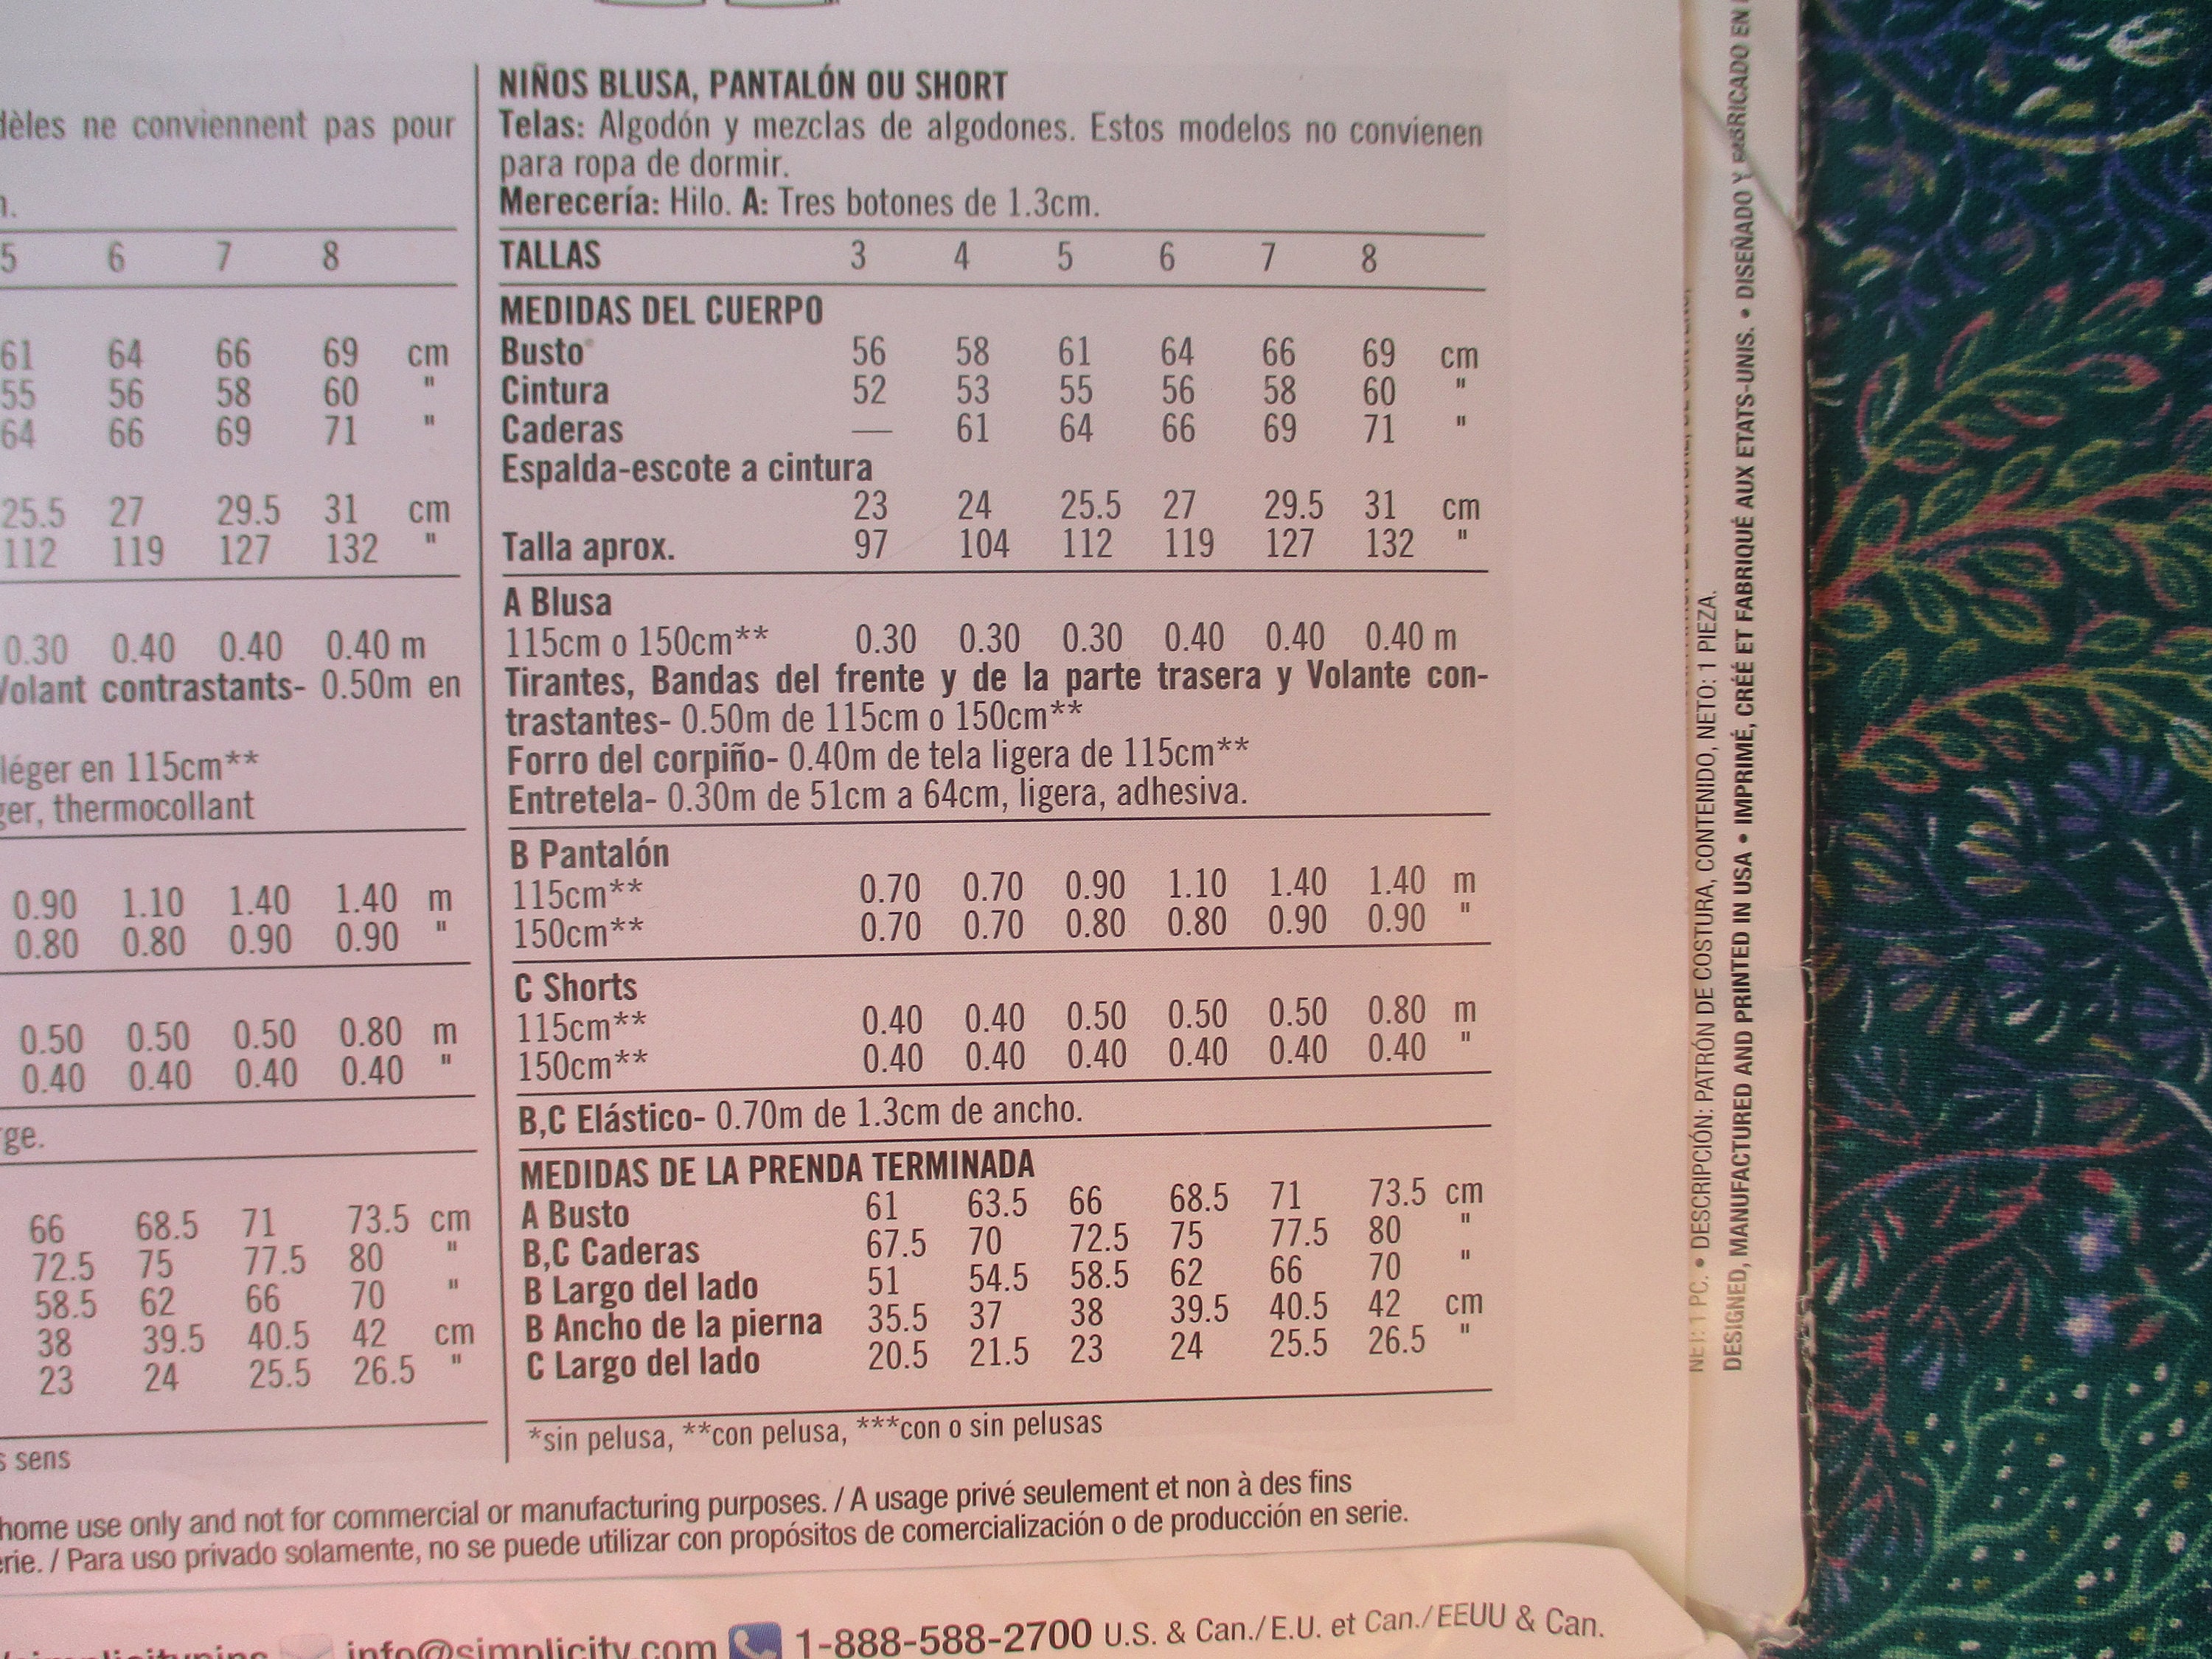 dèles ne conviennent pas pour
5 6 7 8
61 64 66 69 cm
55 56 58 60 "
64 66 69 71 "
25.5 27 29.5 31 cm
112 119 127 132 "
0.30 0.40 0.40 0.40 m
Volant contrastants- 0.50m en
léger en 115cm**
ger, thermocollant
0.90 1.10 1.40 1.40 m
0.80 0.80 0.90 0.90 "
0.50 0.50 0.50 0.80 m
0.40 0.40 0.40 0.40 "
rge.
66 68.5 71 73.5 cm
72.5 75 77.5 80 "
58.5 62 66 70 "
38 39.5 40.5 42 cm
23 24 25.5 26.5 "
s sens
NIÑOS BLUSA, PANTALÓN OU SHORT
Telas: Algodón y mezclas de algodones. Estos modelos no convienen
para ropa de dormir.
Merecería: Hilo. A: Tres botones de 1.3cm.
TALLAS 3 4 5 6 7 8
MEDIDAS DEL CUERPO
Busto 56 58 61 64 66 69 cm
Cintura 52 53 55 56 58 60 "
Caderas — 61 64 66 69 71 "
Espalda-escote a cintura
23 24 25.5 27 29.5 31 cm
Talla aprox. 97 104 112 119 127 132 "
A Blusa
115cm o 150cm** 0.30 0.30 0.30 0.40 0.40 0.40 m
Tirantes, Bandas del frente y de la parte trasera y Volante con-
trastantes- 0.50m de 115cm o 150cm**
Forro del corpiño- 0.40m de tela ligera de 115cm**
Entretela- 0.30m de 51cm a 64cm, ligera, adhesiva.
B Pantalón
115cm** 0.70 0.70 0.90 1.10 1.40 1.40 m
150cm** 0.70 0.70 0.80 0.80 0.90 0.90 "
C Shorts
115cm** 0.40 0.40 0.50 0.50 0.50 0.80 m
150cm** 0.40 0.40 0.40 0.40 0.40 0.40 "
B,C Elástico- 0.70m de 1.3cm de ancho.
MEDIDAS DE LA PRENDA TERMINADA
A Busto 61 63.5 66 68.5 71 73.5 cm
B,C Caderas 67.5 70 72.5 75 77.5 80 "
B Largo del lado 51 54.5 58.5 62 66 70 "
B Ancho de la pierna 35.5 37 38 39.5 40.5 42 cm
C Largo del lado 20.5 21.5 23 24 25.5 26.5 "
*sin pelusa, **con pelusa, ***con o sin pelusas
home use only and not for commercial or manufacturing purposes. / A usage privé seulement et non à des fins
erie. / Para uso privado solamente, no se puede utilizar con propósitos de comercialización o de producción en serie.
info@simplicity.com 1-888-588-2700 U.S. & Can./E.U. et Can./EEUU & Can.
NET: 1 PC. • DESCRIPCIÓN: PATRÓN DE COSTURA, CONTENIDO, NETO: 1 PIEZA.
DESIGNED, MANUFACTURED AND PRINTED IN USA • IMPRIMÉ, CRÉÉ ET FABRIQUÉ AUX ETATS-UNIS. • DISEÑADO Y FABRICADO EN